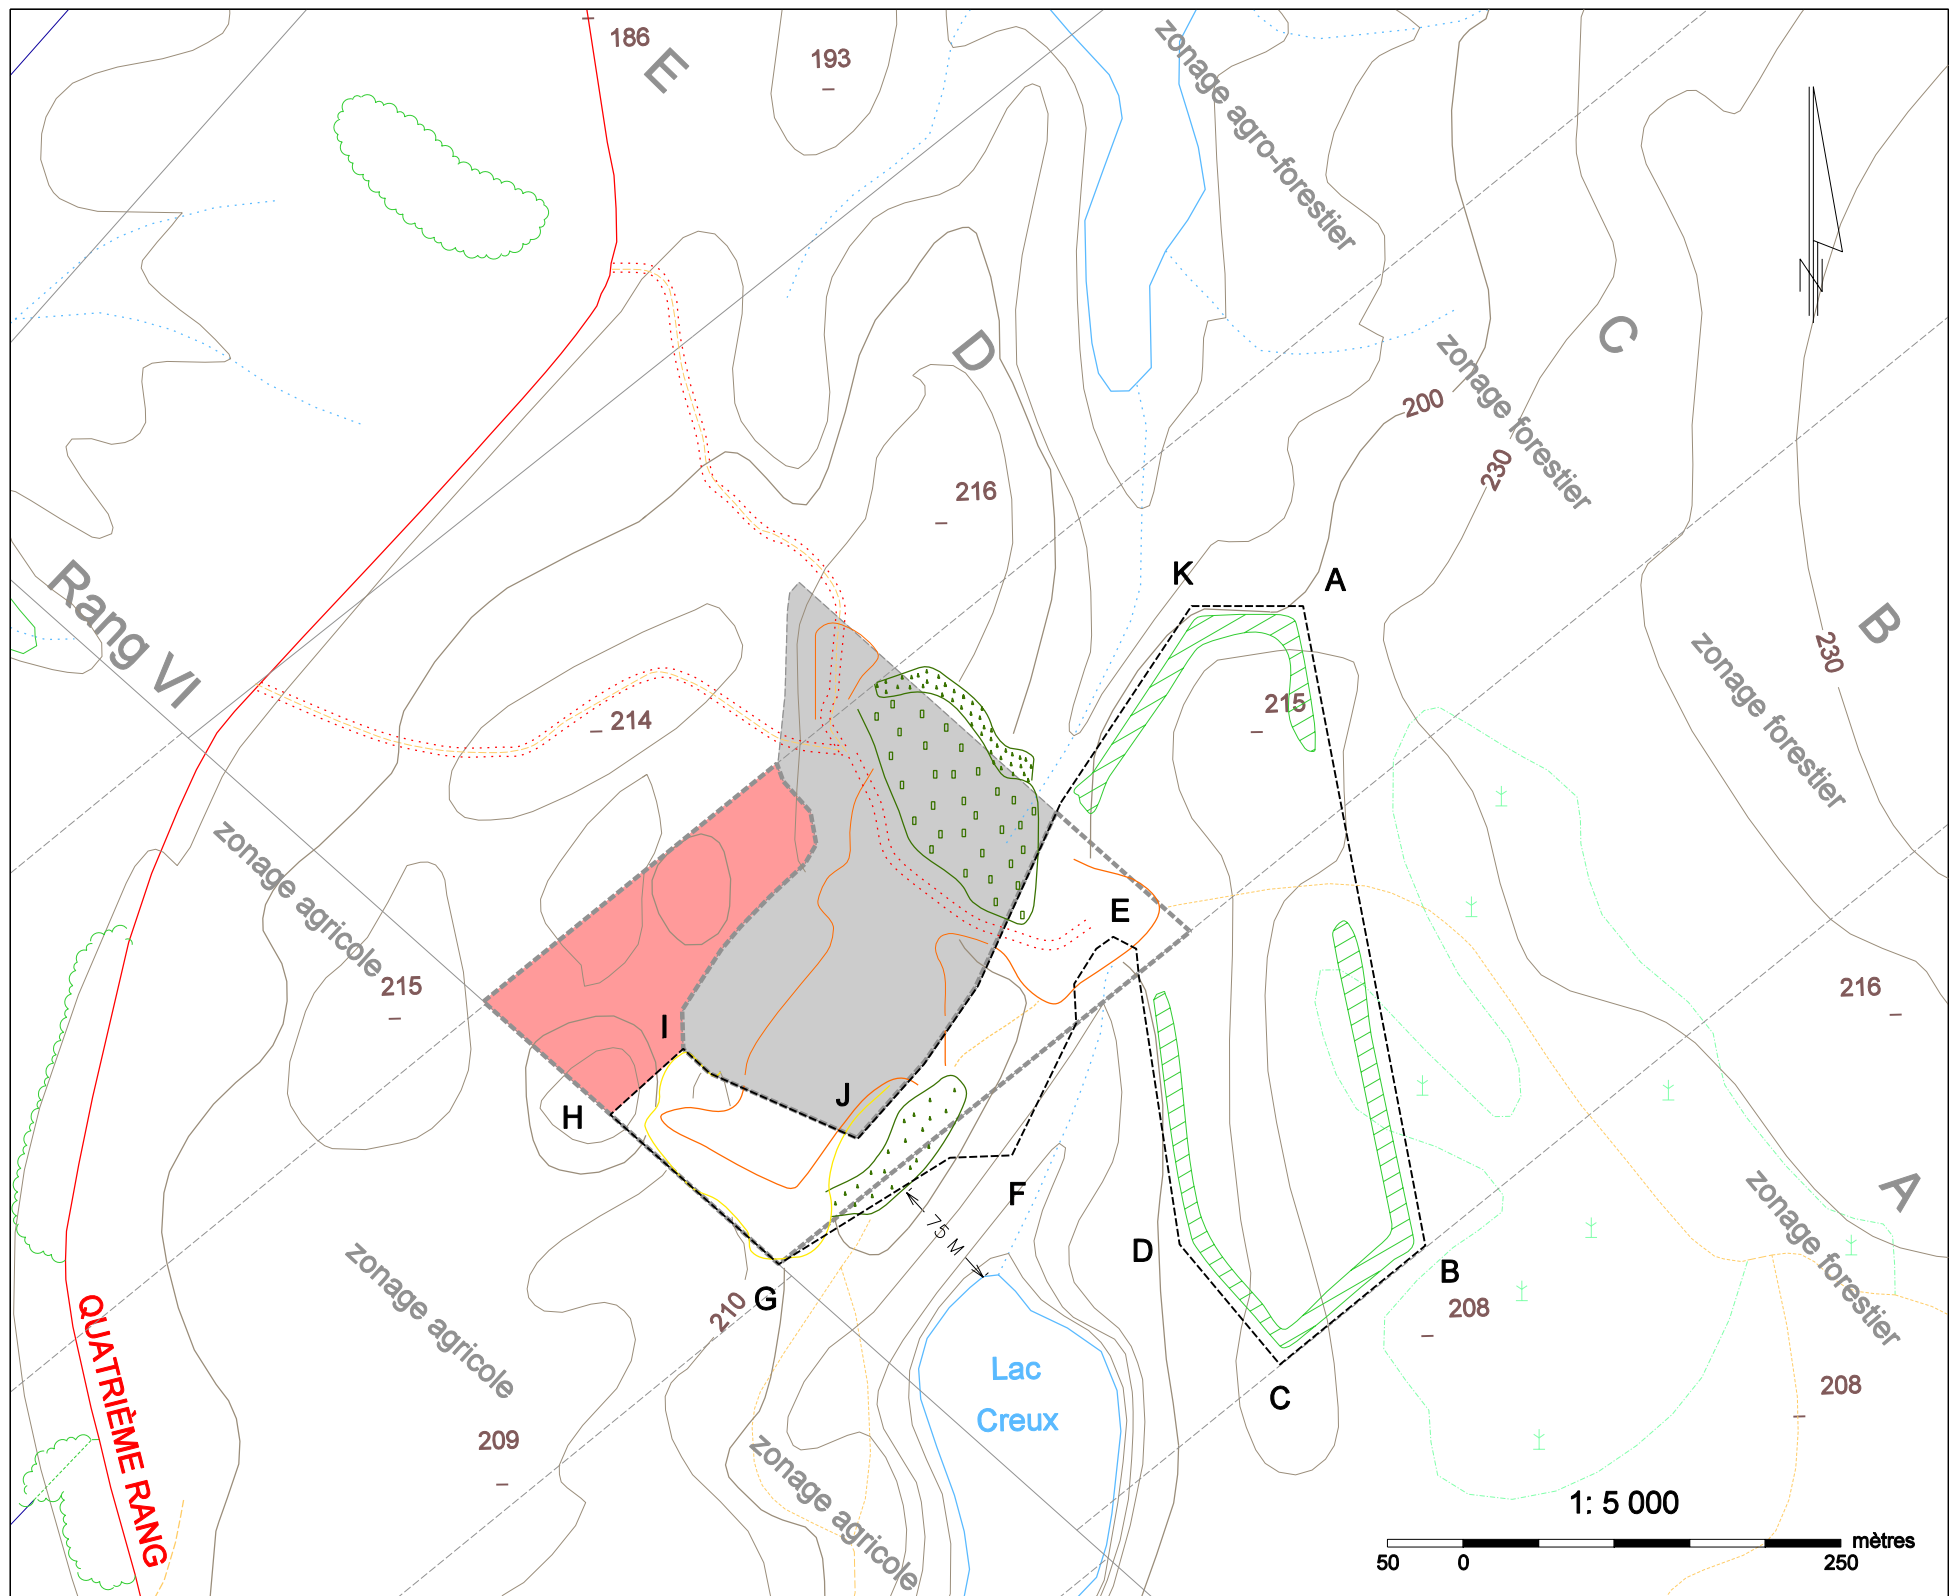 186
E
193
zonage agro-forestier
D
C
200
zonage forestier
230
216
K
A
B
Rang VI
230
zonage forestier
215
214
zonage agricole
E
215
216
I
J
H
F
75 M
D
zonage forestier
A
zonage agricole
G
210
B
208
QUATRIÈME RANG
Lac
Creux
C
208
209
zonage agricole
1: 5 000
mètres
50
0
250